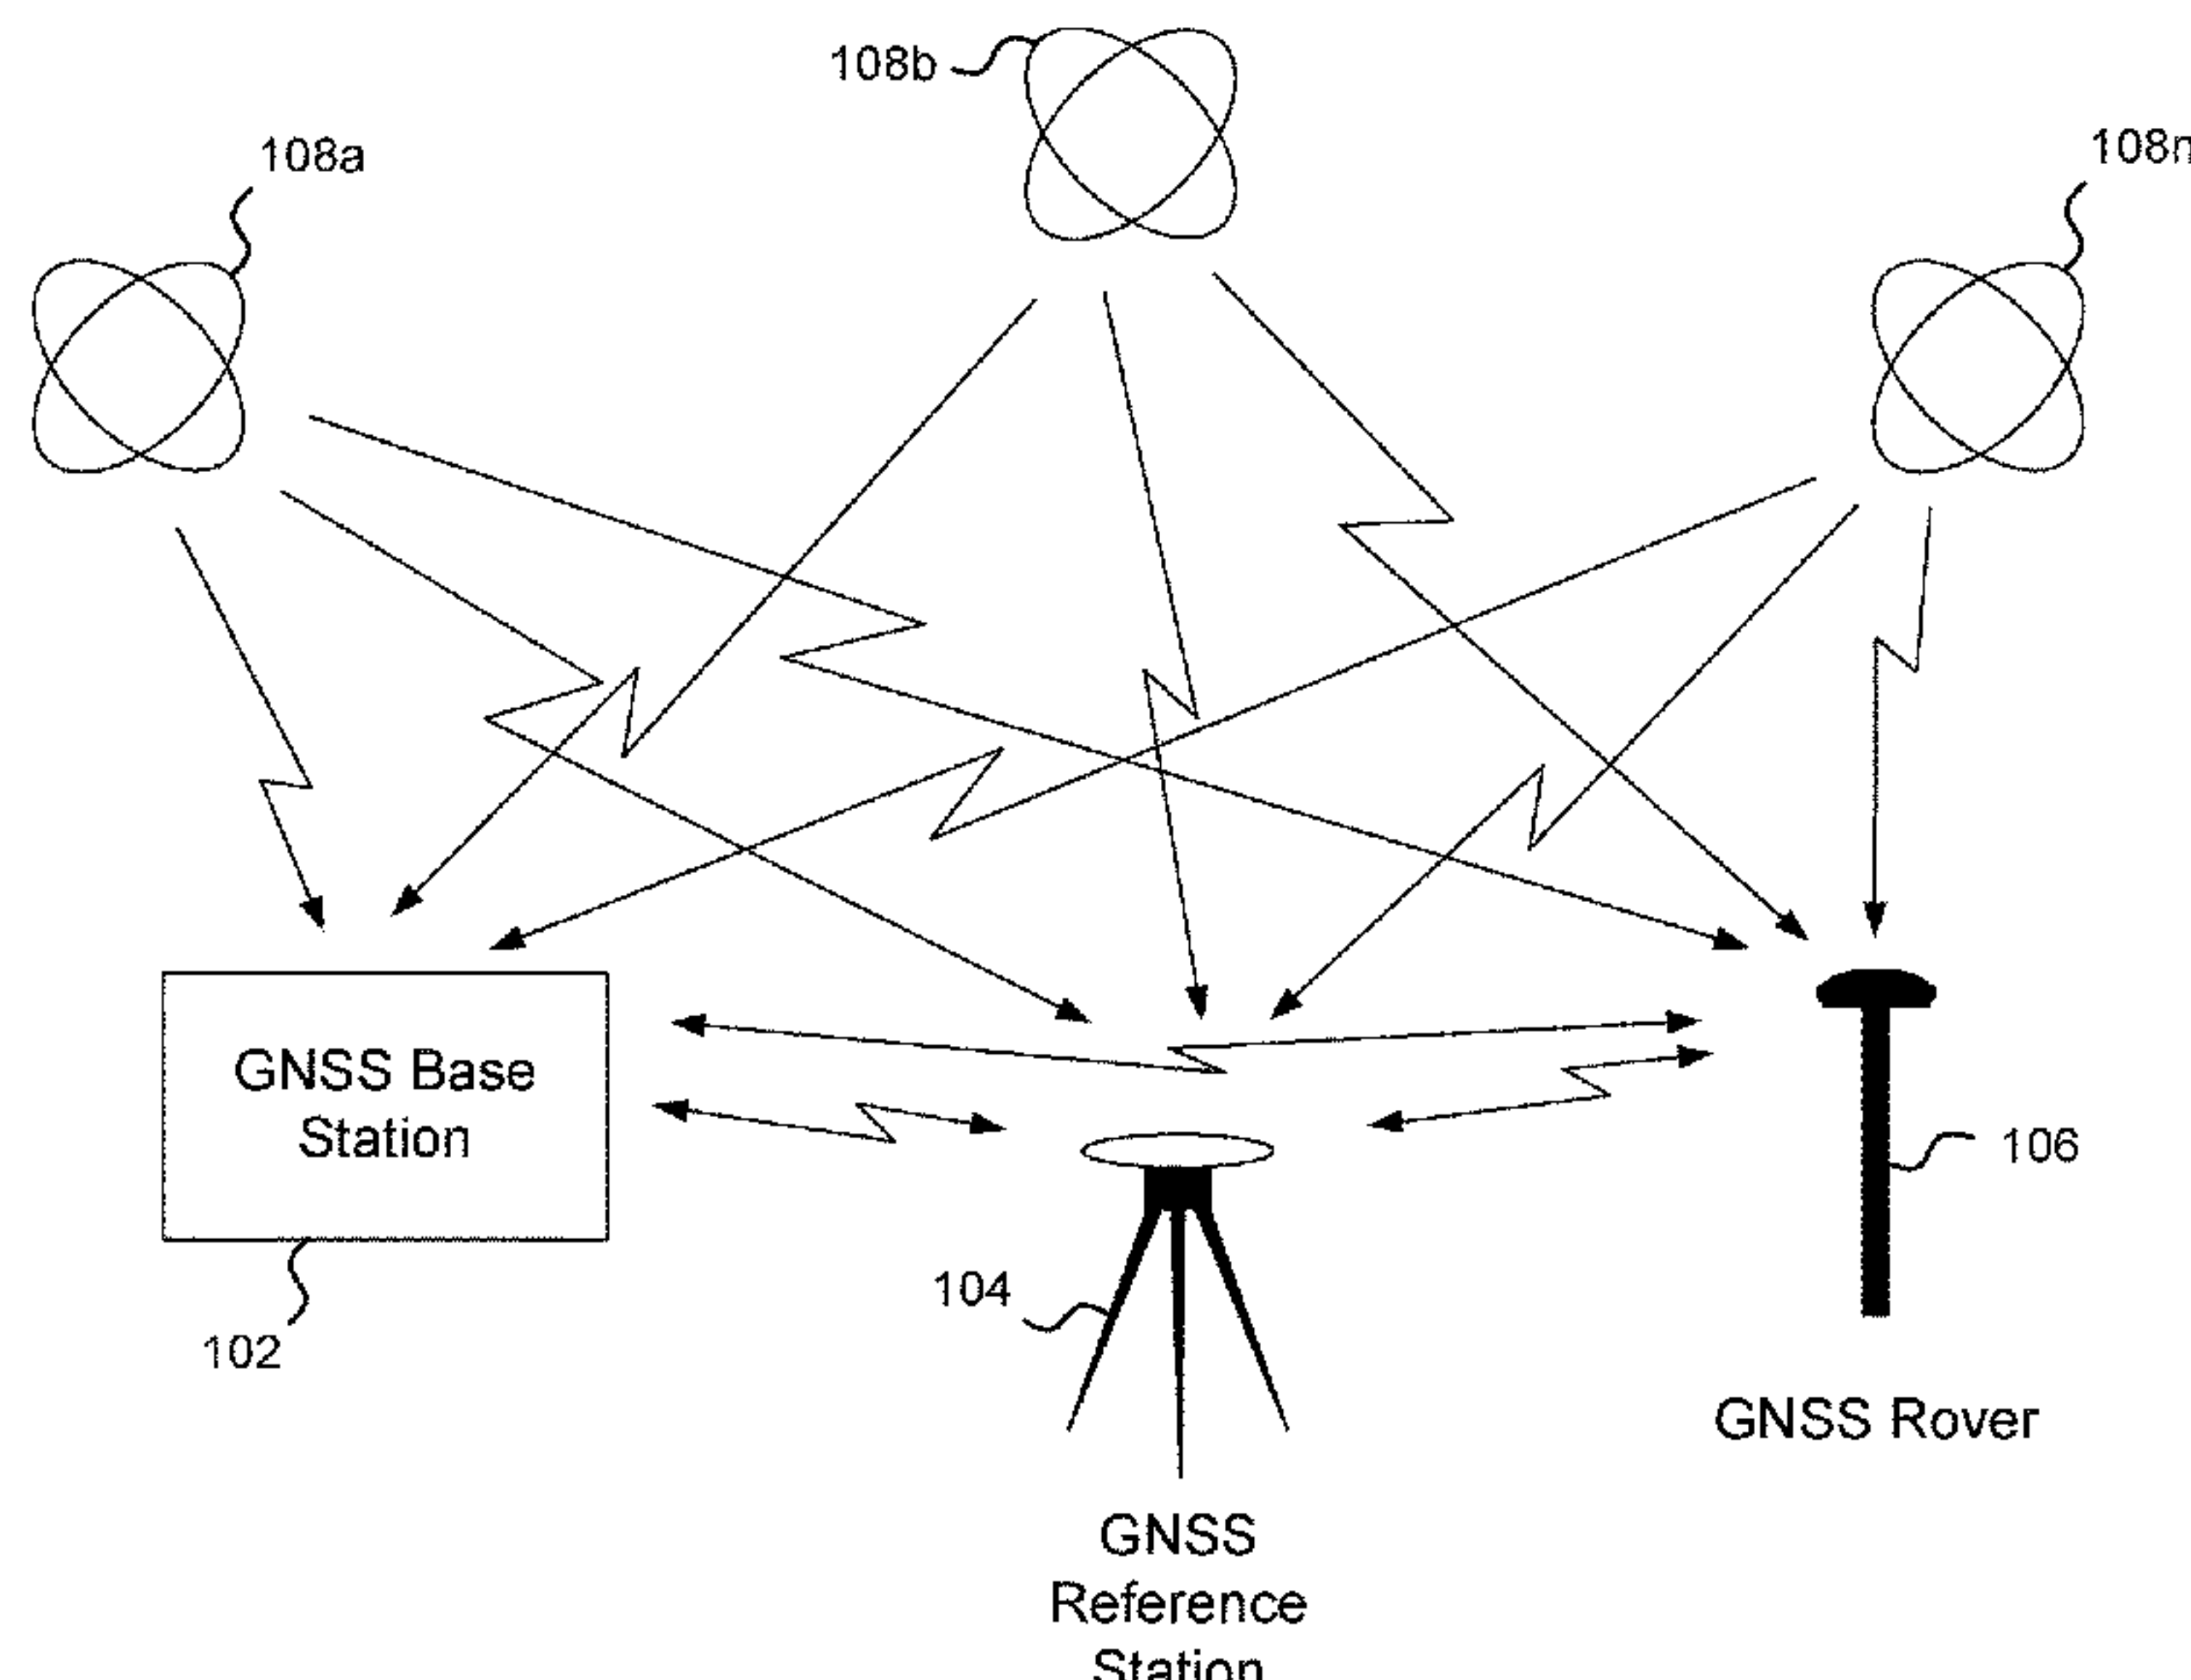 108b
108a
108n
GNSS Base
Station
106
104
102
GNSS Rover
GNSS
Reference
Station